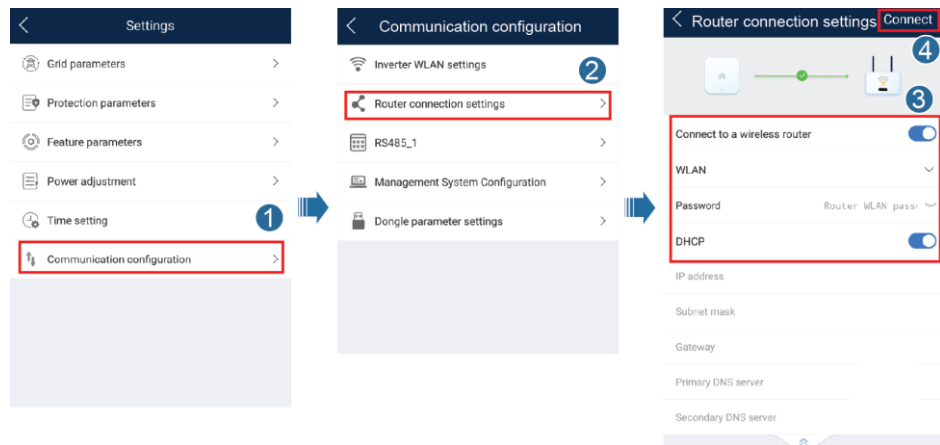 Settings
Grid parameters
Protection parameters
Feature parameters
Power adjustment
Time setting
1
Communication configuration
Communication configuration
Inverter WLAN settings
2
Router connection settings
RS485_1
Management System Configuration
Dongle parameter settings
Router connection settings Connect
4
3
Connect to a wireless router
WLAN
Password Router WLAN pass
DHCP
IP address
Subnet mask
Gateway
Primary DNS server
Secondary DNS server